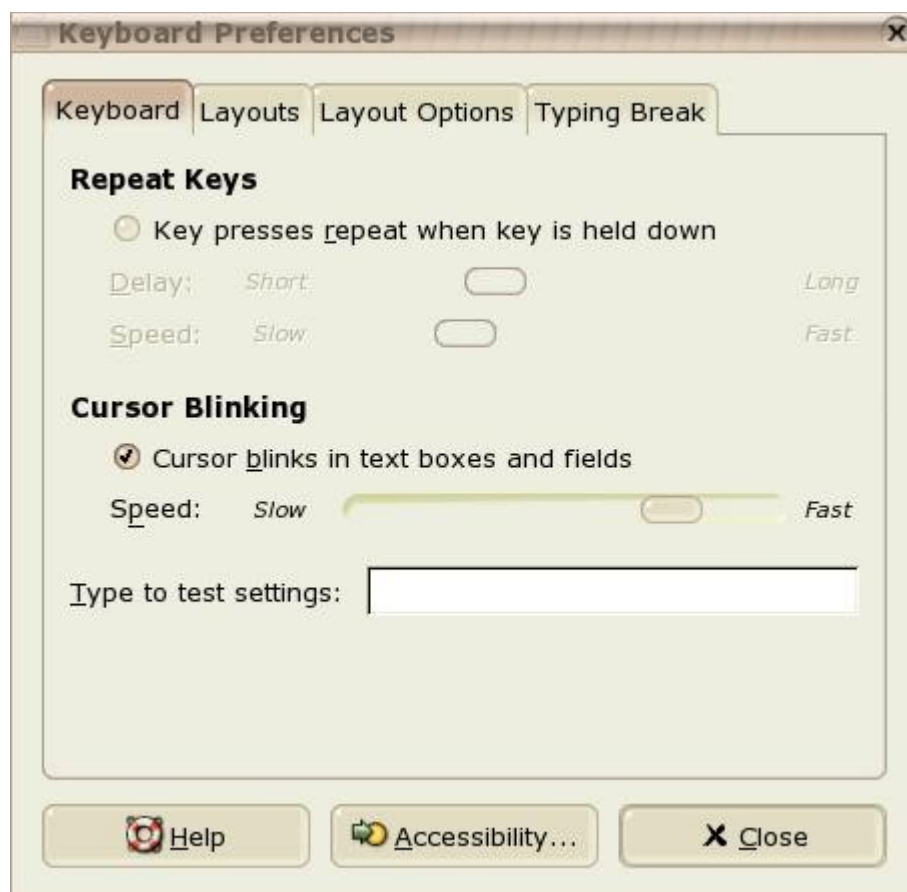 Keyboard Preferences
Keyboard Layouts Layout Options Typing Break
Repeat Keys
Key presses repeat when key is held down
Delay: Short Long
Speed: Slow Fast
Cursor Blinking
Cursor blinks in text boxes and fields
Speed: Slow Fast
Type to test settings:
Help Accessibility... Close